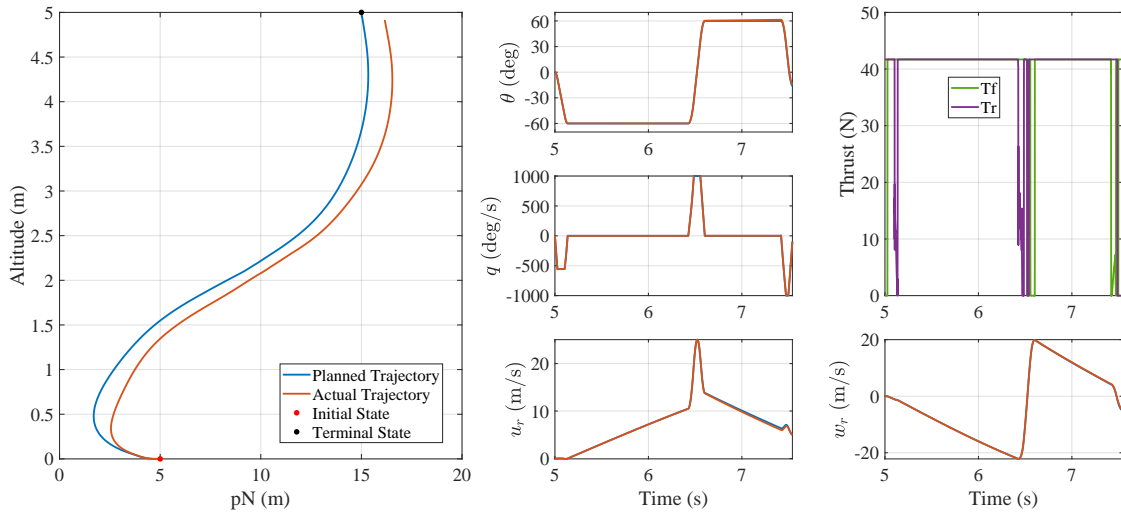 Altitude (m)
5
4.5
4
3.5
3
2.5
2
1.5
1
0.5
0
0 5 10 15 20
pN (m)
Planned Trajectory
Actual Trajectory
Initial State
Terminal State
θ (deg)
60
30
0
-30
-60
5 6 7
q (deg/s)
1000
500
0
-500
-1000
5 6 7
u_r (m/s)
20
10
0
5 6 7
Time (s)
Thrust (N)
50
40
30
20
10
0
5 6 7
Tf
Tr
w_r (m/s)
20
0
-20
5 6 7
Time (s)